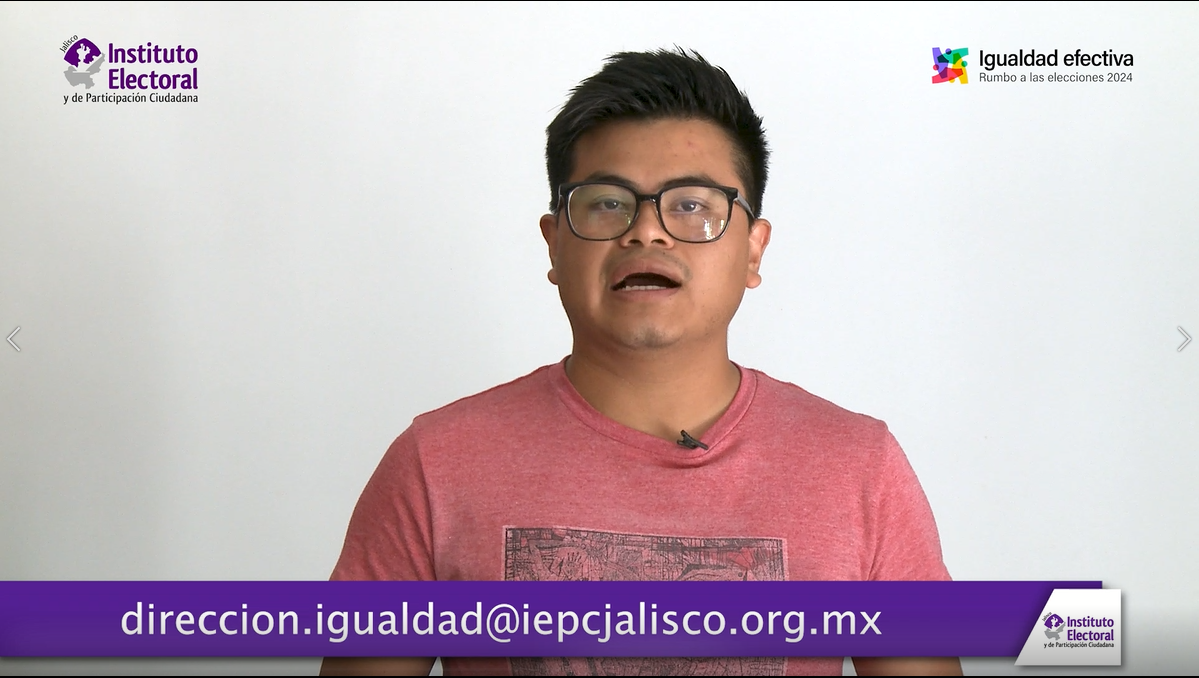 Jalisco
Instituto
Electoral
y de Participación Ciudadana
Igualdad efectiva
Rumbo a las elecciones 2024
direccion.igualdad@iepcjalisco.org.mx
Instituto
Electoral
y de Participación Ciudadana